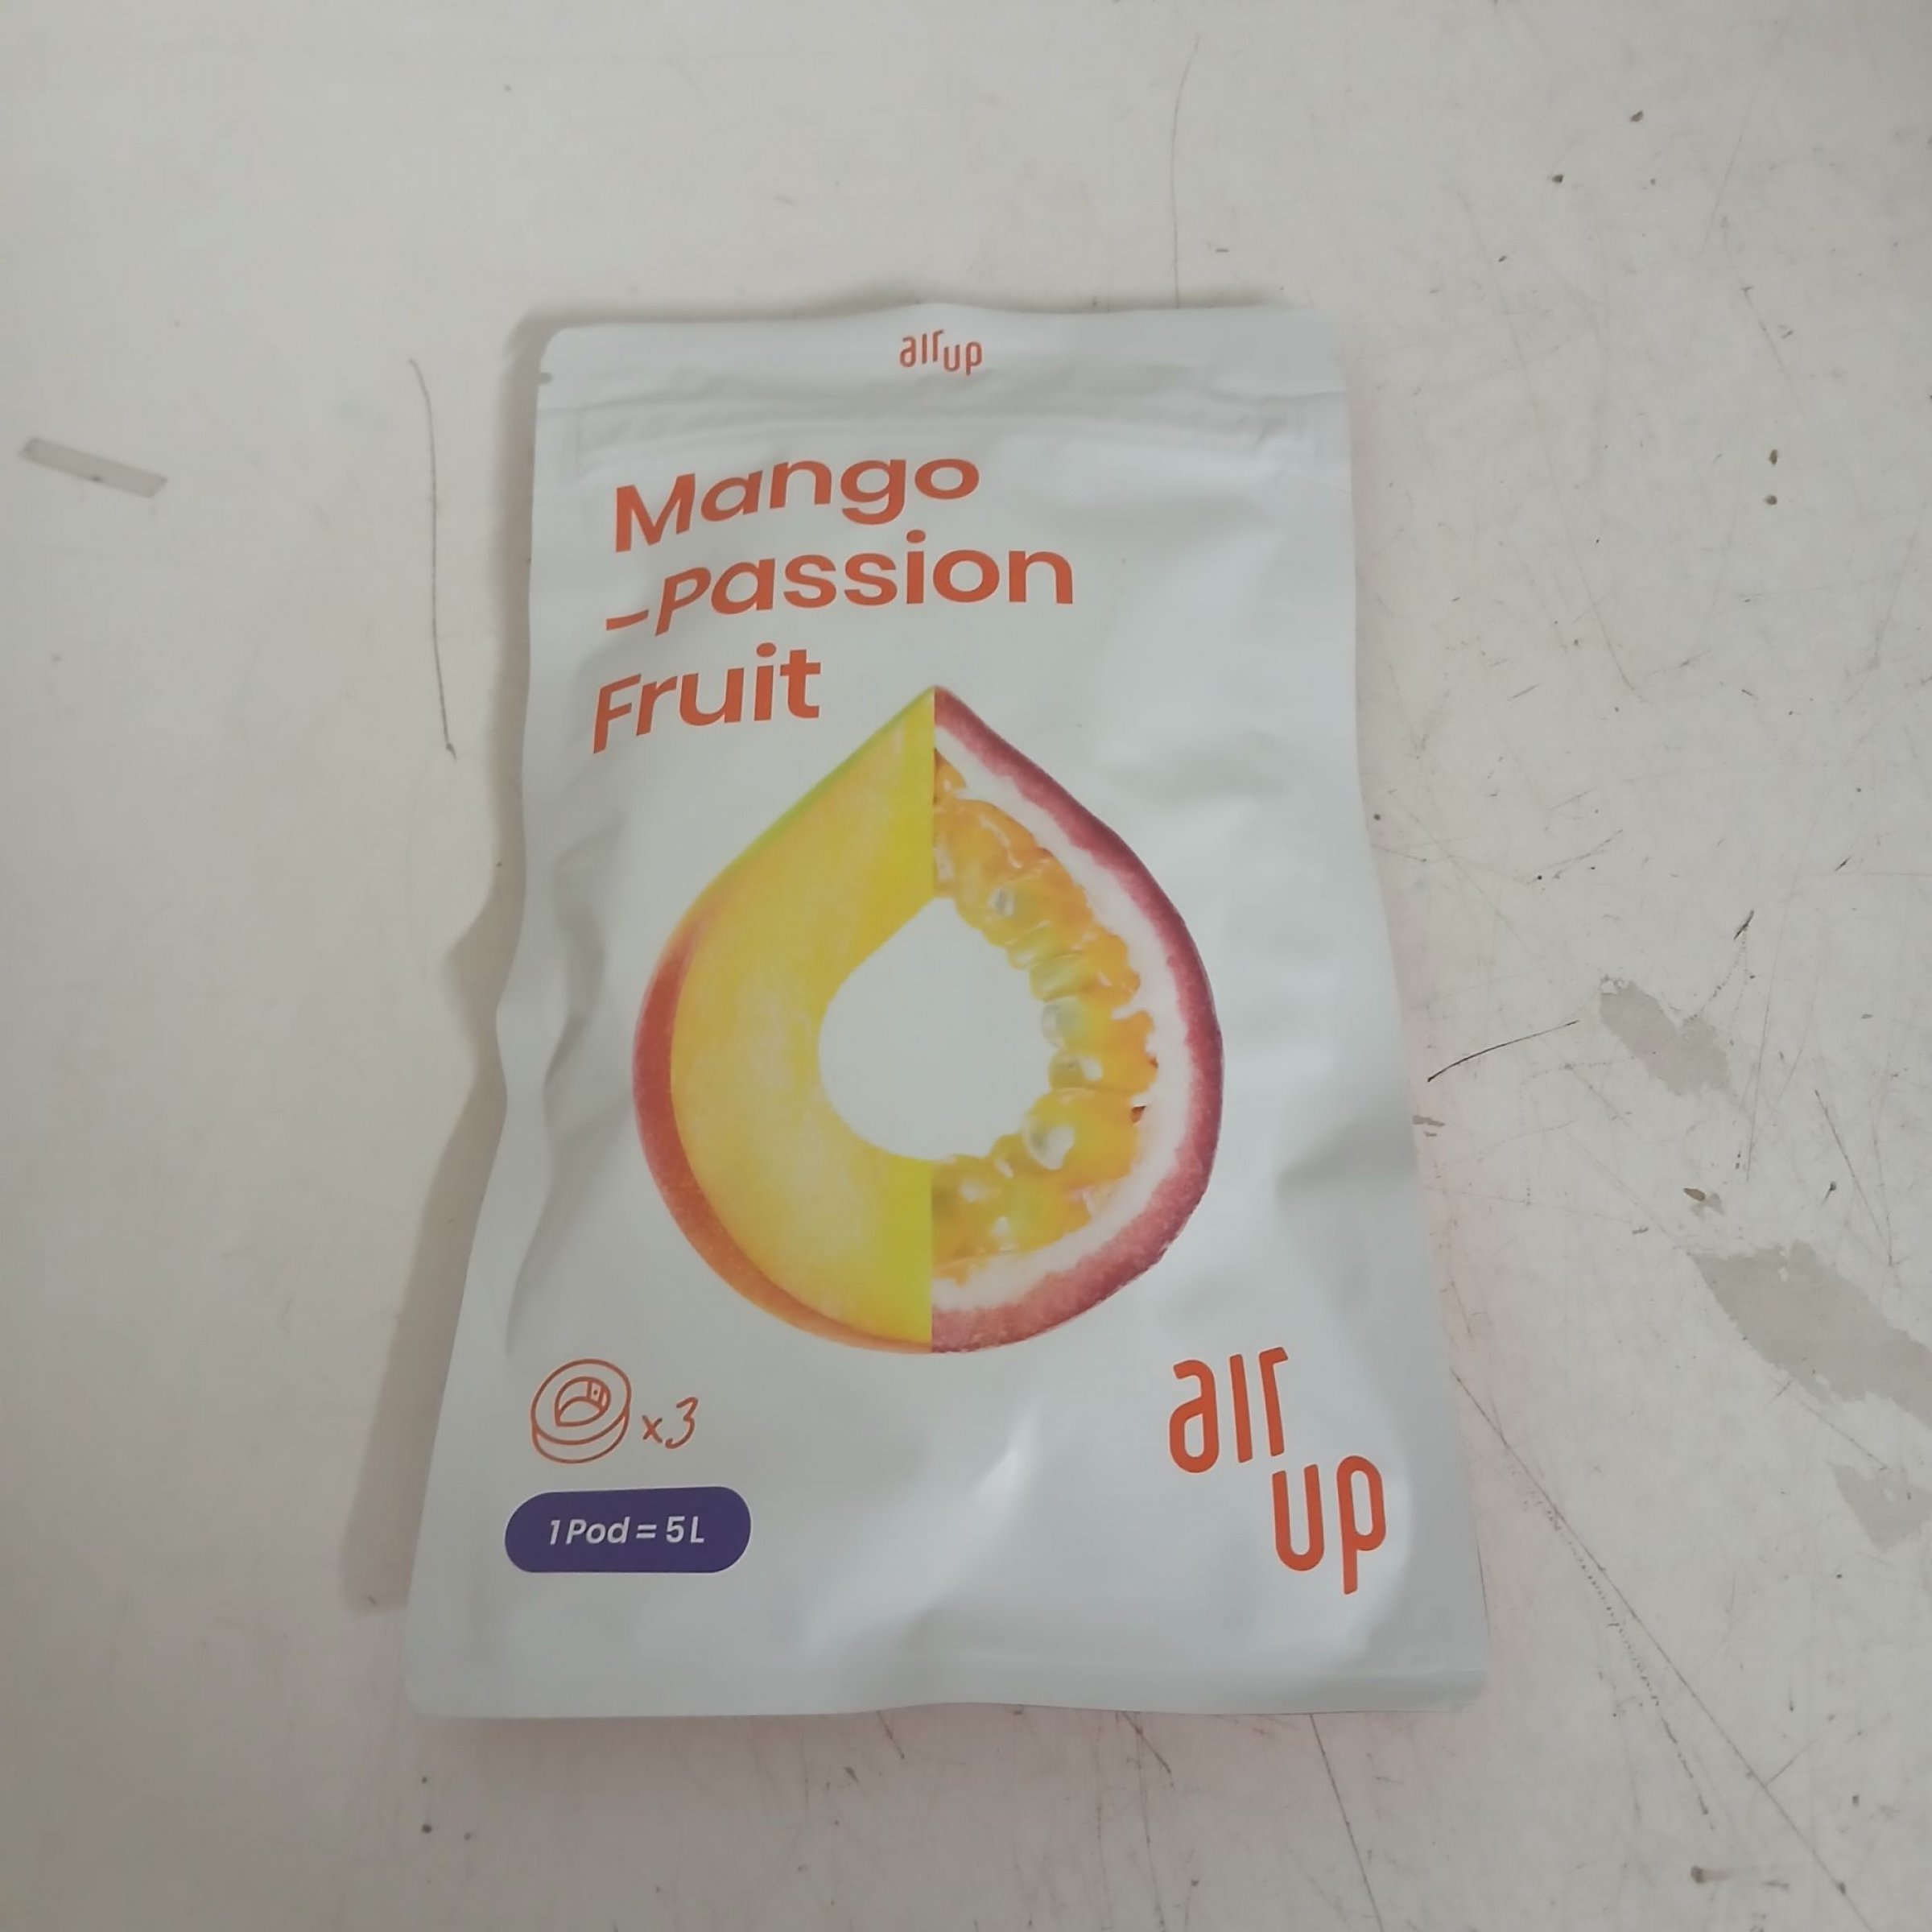 air up
Mango
-Passion
Fruit
x3
1 Pod = 5L
air
up